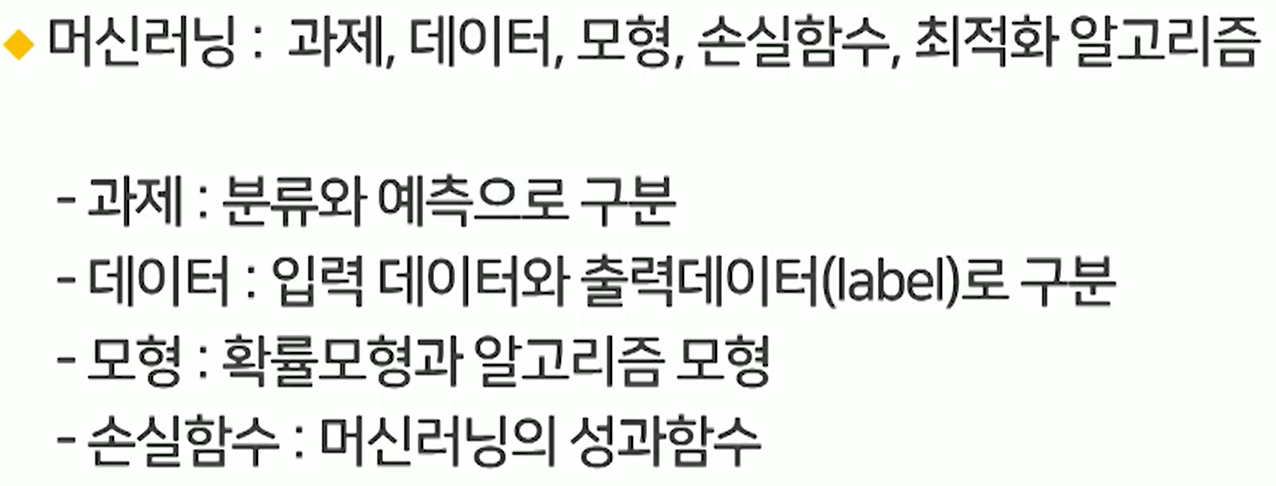 ◆ 머신러닝 : 과제, 데이터, 모형, 손실함수, 최적화 알고리즘
- 과제 : 분류와 예측으로 구분
- 데이터 : 입력 데이터와 출력데이터(label)로 구분
- 모형 : 확률모형과 알고리즘 모형
- 손실함수 : 머신러닝의 성과함수